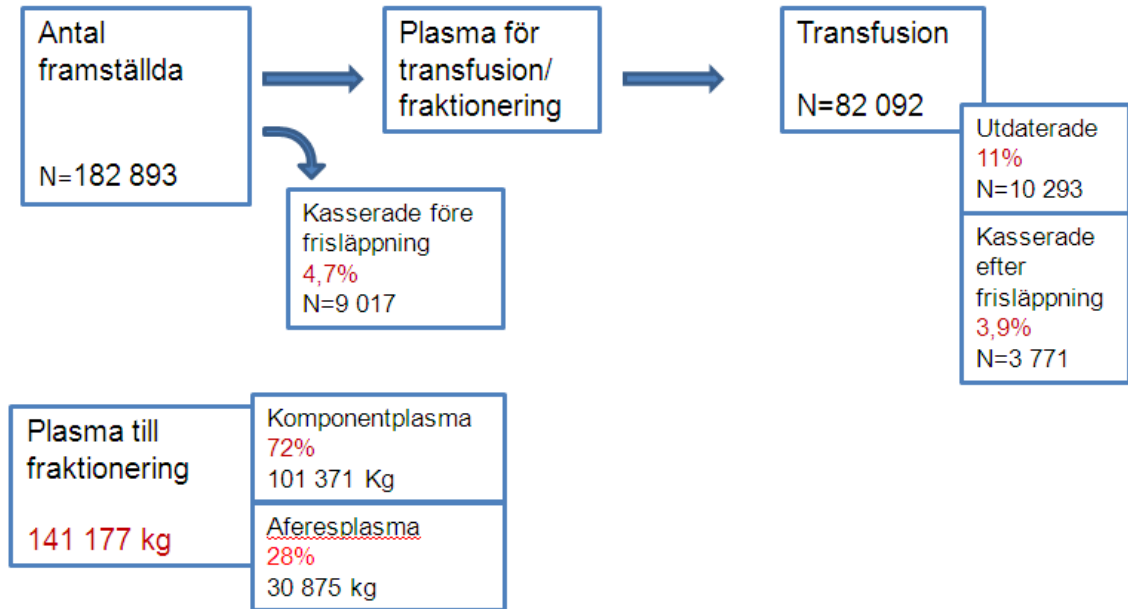 Antal
framställda
N=182 893
Plasma för
transfusion/
fraktionering
Transfusion
N=82 092
Utdaterade
11%
N=10 293
Kasserade
efter
frisläppning
3,9%
N=3 771
Kasserade före
frisläppning
4,7%
N=9 017
Plasma till
fraktionering
141 177 kg
Komponentplasma
72%
101 371 Kg
Aferesplasma
28%
30 875 kg